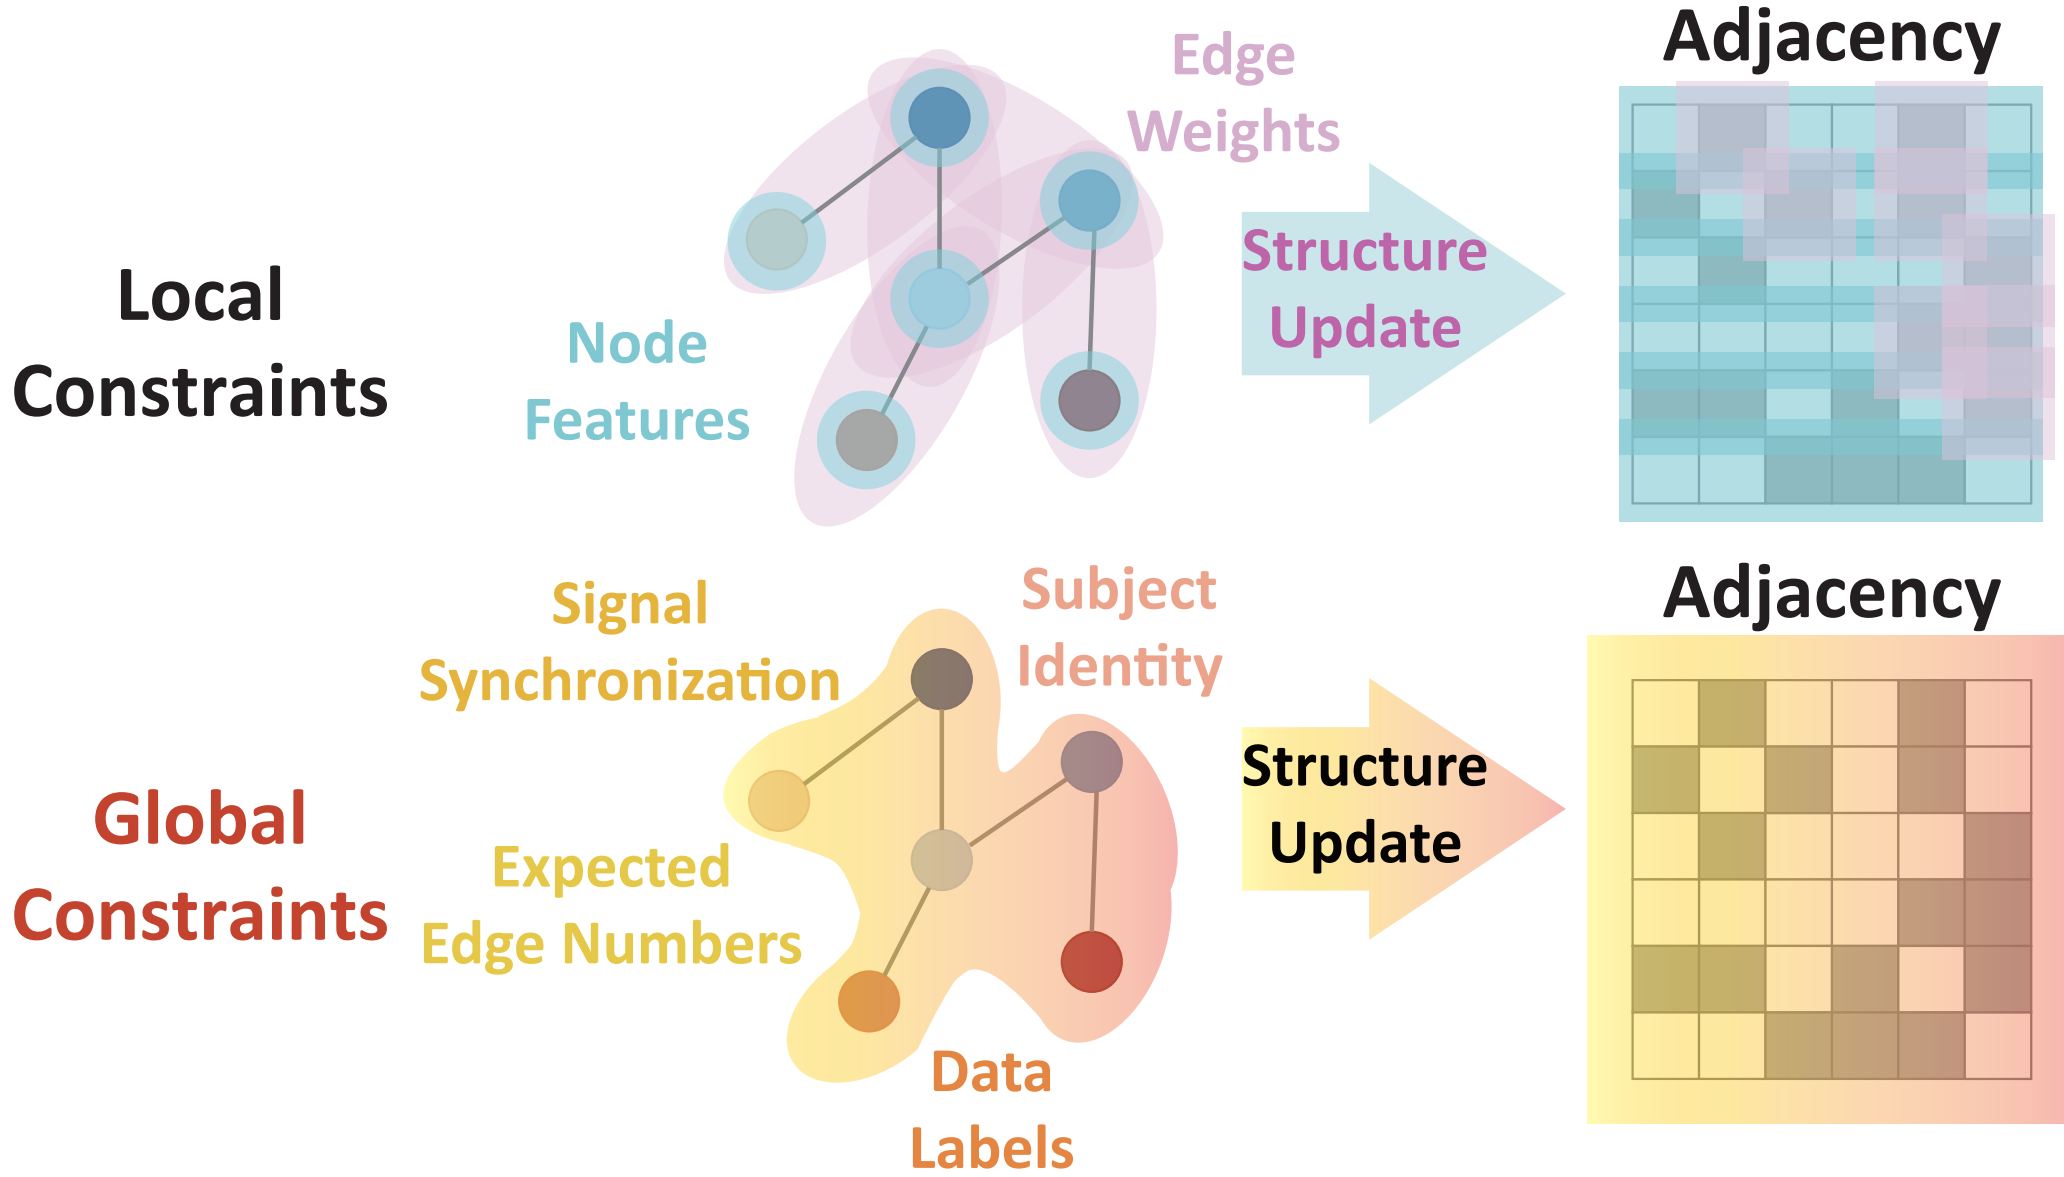 Local
Constraints
Node
Features
Edge
Weights
Structure
Update
Adjacency
Global
Constraints
Signal
Synchronization
Expected
Edge Numbers
Subject
Identity
Data
Labels
Structure
Update
Adjacency